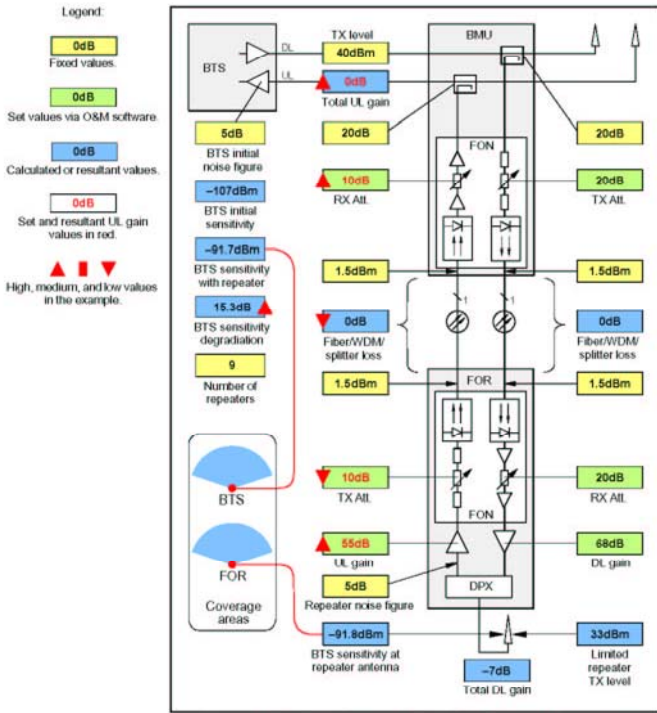 Legend:
0dB
Fixed values.
0dB
Set values via O&M software.
0dB
Calculated or resultant values.
0dB
Set and resultant UL gain
values in red.
High, medium, and low values
in the example.
BTS
DL
UL
TX level
40dBm
0dB
Total UL gain
BMU
5dB
BTS initial
noise figure
20dB
20dB
FON
–107dBm
BTS initial
sensitivity
10dB
RX Att.
20dB
TX Att.
–91.7dBm
BTS sensitivity
with repeater
1.5dBm
1.5dBm
15.3dB
BTS sensitivity
degradation
0dB
Fiber/WDM/
splitter loss
1
1
0dB
Fiber/WDM/
splitter loss
9
Number of
repeaters
1.5dBm
FOR
1.5dBm
BTS
FOR
Coverage
areas
10dB
TX Att.
20dB
RX Att.
FON
55dB
UL gain
68dB
DL gain
5dB
Repeater noise figure
DPX
–91.8dBm
BTS sensitivity at
repeater antenna
33dBm
Limited
repeater
TX level
–7dB
Total DL gain